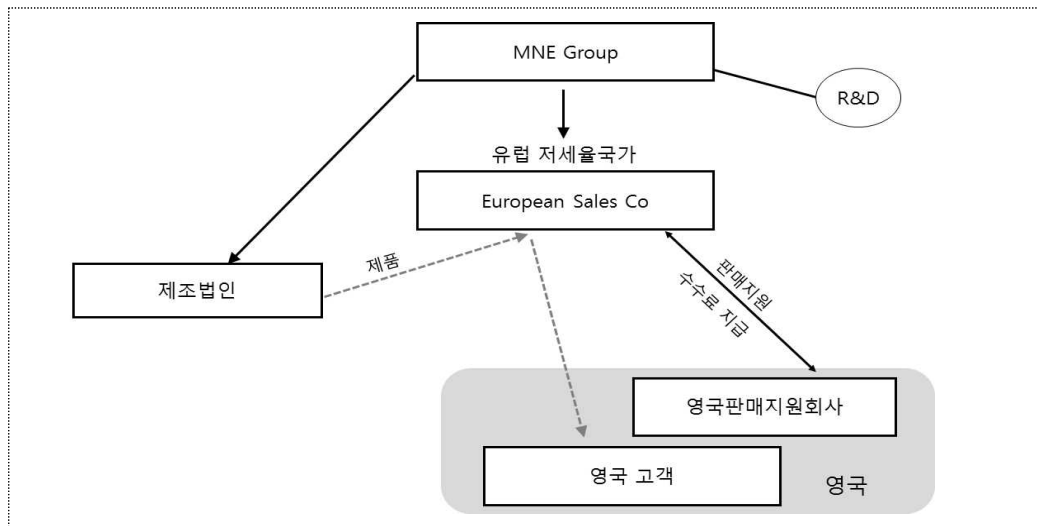 MNE Group
R&D
유럽 저세율국가
European Sales Co
제품
제조법인
판매지원
수수료 지급
영국판매지원회사
영국 고객
영국